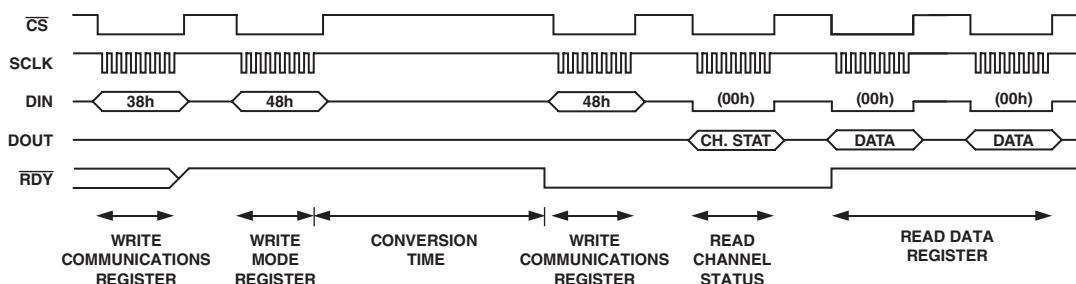 CS
SCLK
DIN 38h 48h 48h (00h) (00h) (00h)
DOUT CH. STAT DATA DATA
RDY
WRITE
COMMUNICATIONS
REGISTER
WRITE
MODE
REGISTER
CONVERSION
TIME
WRITE
COMMUNICATIONS
REGISTER
READ
CHANNEL
STATUS
READ DATA
REGISTER